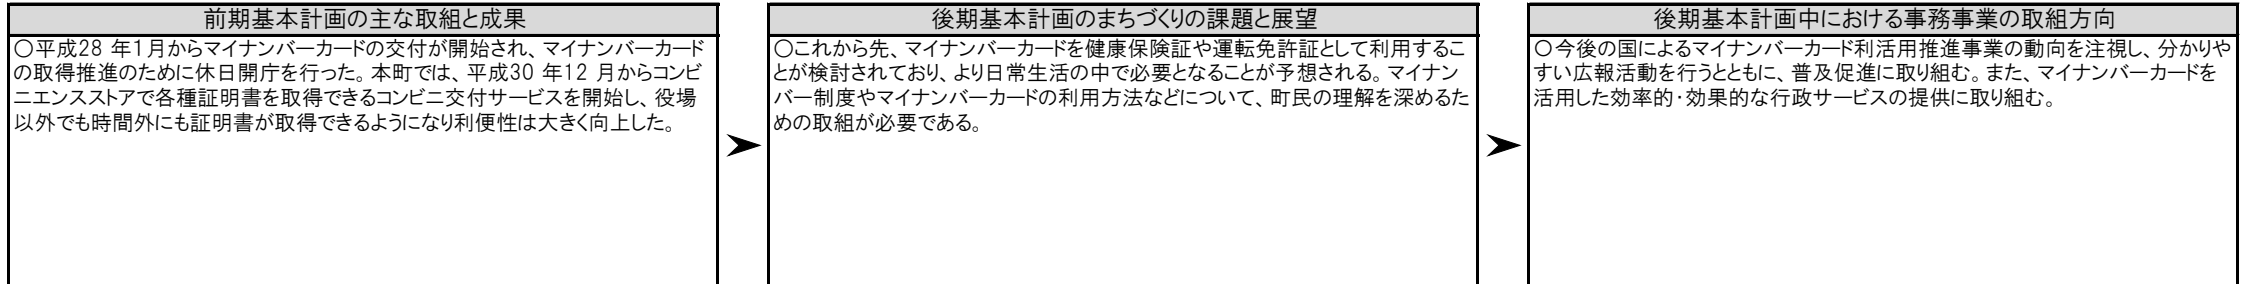 前期基本計画の主な取組と成果
〇平成28 年1月からマイナンバーカードの交付が開始され、マイナンバーカード
の取得推進のために休日開庁を行った。本町では、平成30 年12 月からコンビ
ニエンスストアで各種証明書を取得できるコンビニ交付サービスを開始し、役場
以外でも時間外にも証明書が取得できるようになり利便性は大きく向上した。
後期基本計画のまちづくりの課題と展望
〇これから先、マイナンバーカードを健康保険証や運転免許証として利用するこ
とが検討されており、より日常生活の中で必要となることが予想される。マイナン
バー制度やマイナンバーカードの利用方法などについて、町民の理解を深めるた
めの取組が必要である。
後期基本計画中における事務事業の取組方向
〇今後の国によるマイナンバーカード利活用推進事業の動向を注視し、分かりや
すい広報活動を行うとともに、普及促進に取り組む。また、マイナンバーカードを
活用した効率的・効果的な行政サービスの提供に取り組む。